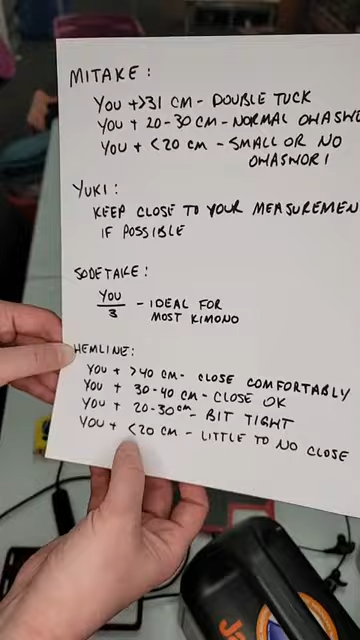 MITAKE:
YOU +>31 CM - DOUBLE TUCK
YOU + 20-30 CM - NORMAL OHASHO
YOU + <20 CM - SMALL OR NO
OHASHORI
YUKI:
KEEP CLOSE TO YOUR MEASUREMEN
IF POSSIBLE
SODETAKE:
YOU
3 - IDEAL FOR
MOST KIMONO
HEMLINE:
YOU + >40 CM - CLOSE COMFORTABLY
YOU + 30-40 CM - CLOSE OK
YOU + 20-30 CM - BIT TIGHT
YOU + <20 CM - LITTLE TO NO CLOSE